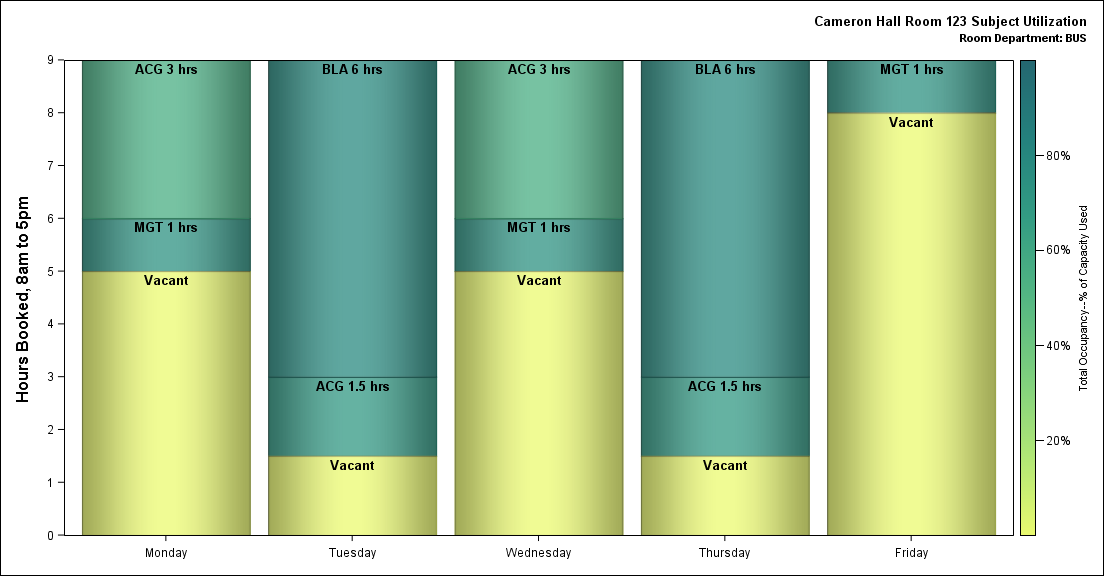 Cameron Hall Room 123 Subject Utilization
Room Department: BUS
Hours Booked, 8am to 5pm
9
8
7
6
5
4
3
2
1
0
ACG 3 hrs
MGT 1 hrs
Vacant
BLA 6 hrs
ACG 1.5 hrs
Vacant
ACG 3 hrs
MGT 1 hrs
Vacant
BLA 6 hrs
ACG 1.5 hrs
Vacant
MGT 1 hrs
Vacant
Monday
Tuesday
Wednesday
Thursday
Friday
80%
60%
40%
20%
Total Occupancy--% of Capacity Used